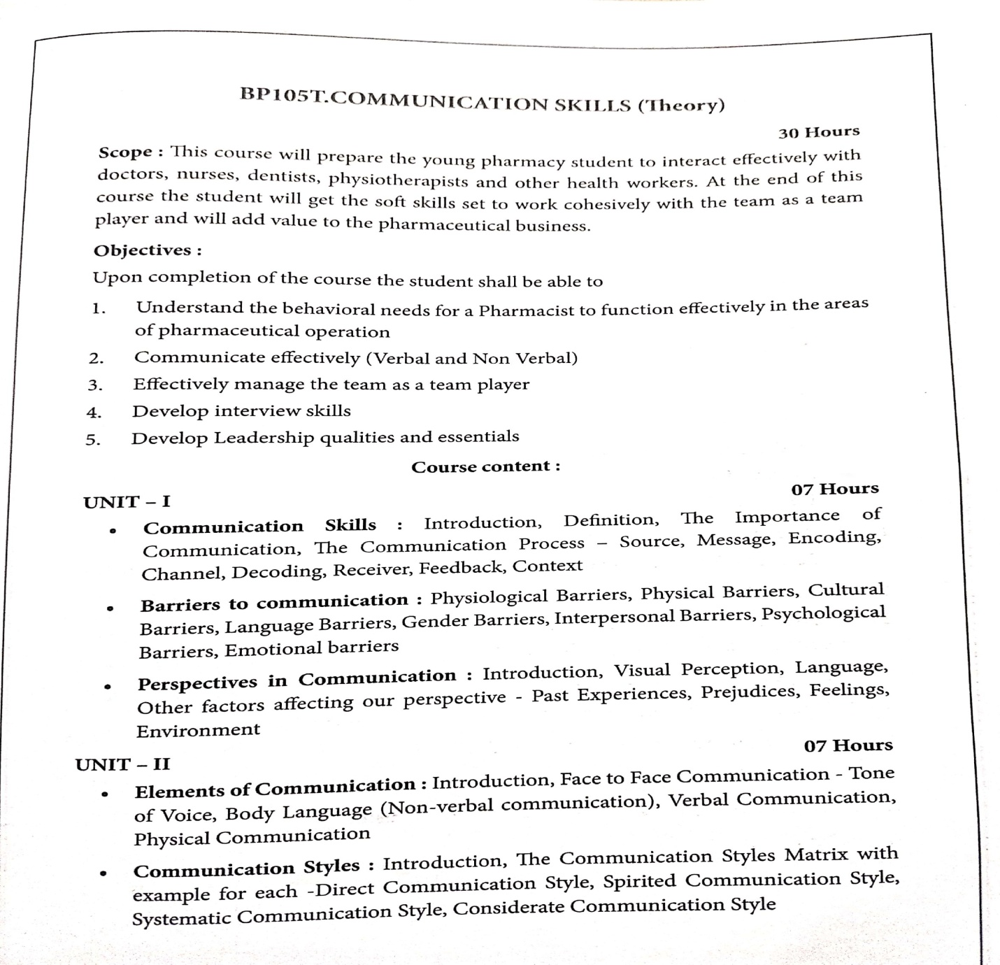 BP105T.COMMUNICATION SKILLS (Theory)
30 Hours
Scope : This course will prepare the young pharmacy student to interact effectively with
doctors, nurses, dentists, physiotherapists and other health workers. At the end of this
course the student will get the soft skills set to work cohesively with the team as a team
player and will add value to the pharmaceutical business.
Objectives :
Upon completion of the course the student shall be able to
1. Understand the behavioral needs for a Pharmacist to function effectively in the areas
of pharmaceutical operation
2. Communicate effectively (Verbal and Non Verbal)
3. Effectively manage the team as a team player
4. Develop interview skills
5. Develop Leadership qualities and essentials
Course content :
UNIT – I 07 Hours
• Communication Skills : Introduction, Definition, The Importance of
Communication, The Communication Process – Source, Message, Encoding,
Channel, Decoding, Receiver, Feedback, Context
• Barriers to communication : Physiological Barriers, Physical Barriers, Cultural
Barriers, Language Barriers, Gender Barriers, Interpersonal Barriers, Psychological
Barriers, Emotional barriers
• Perspectives in Communication : Introduction, Visual Perception, Language,
Other factors affecting our perspective - Past Experiences, Prejudices, Feelings,
Environment
UNIT – II 07 Hours
• Elements of Communication : Introduction, Face to Face Communication - Tone
of Voice, Body Language (Non-verbal communication), Verbal Communication,
Physical Communication
• Communication Styles : Introduction, The Communication Styles Matrix with
example for each -Direct Communication Style, Spirited Communication Style,
Systematic Communication Style, Considerate Communication Style